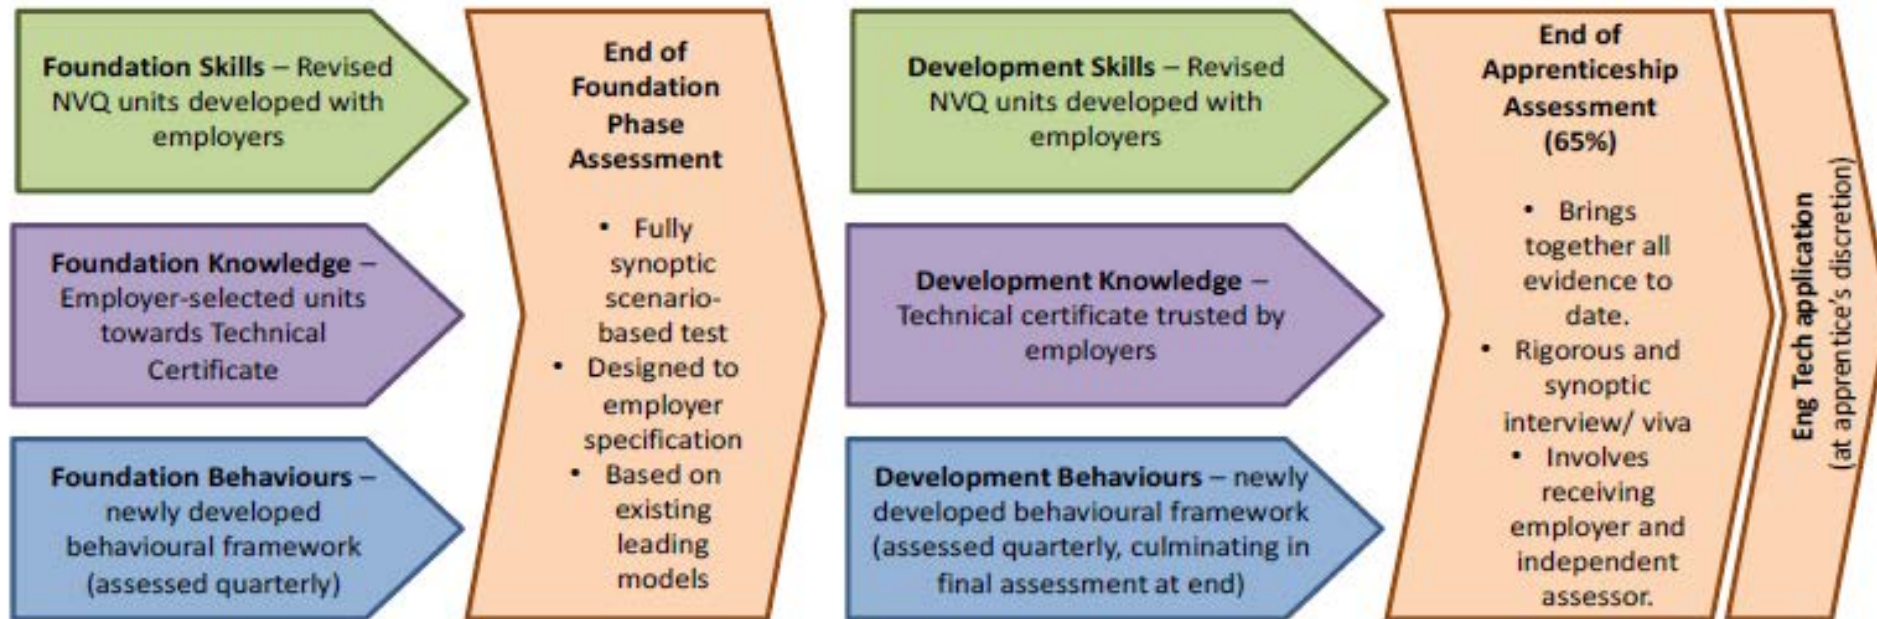 Foundation Skills – Revised
NVQ units developed with
employers
Foundation Knowledge –
Employer-selected units
towards Technical
Certificate
Foundation Behaviours –
newly developed
behavioural framework
(assessed quarterly)
End of
Foundation
Phase
Assessment
• Fully
synoptic
scenario-
based test
• Designed to
employer
specification
• Based on
existing
leading
models
Development Skills – Revised
NVQ units developed with
employers
Development Knowledge –
Technical certificate trusted by
employers
Development Behaviours – newly
developed behavioural framework
(assessed quarterly, culminating in
final assessment at end)
End of
Apprenticeship
Assessment
(65%)
• Brings
together all
evidence to
date.
• Rigorous and
synoptic
interview/ viva
• Involves
receiving
employer and
independent
assessor.
Eng Tech application
(at apprentice's discretion)